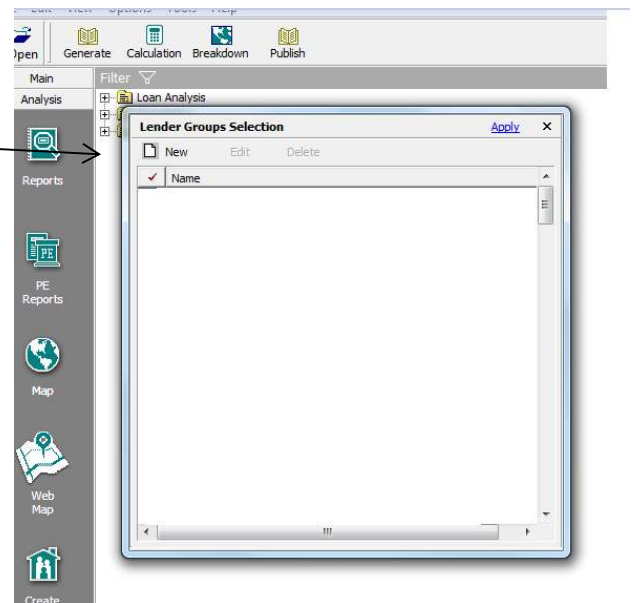 Open Generate Calculation Breakdown Publish
Main
Filter
Analysis
Loan Analysis
Lender Groups Selection Apply
New Edit Delete
Name
Reports
PE
PE
Reports
Map
Web
Map
Create